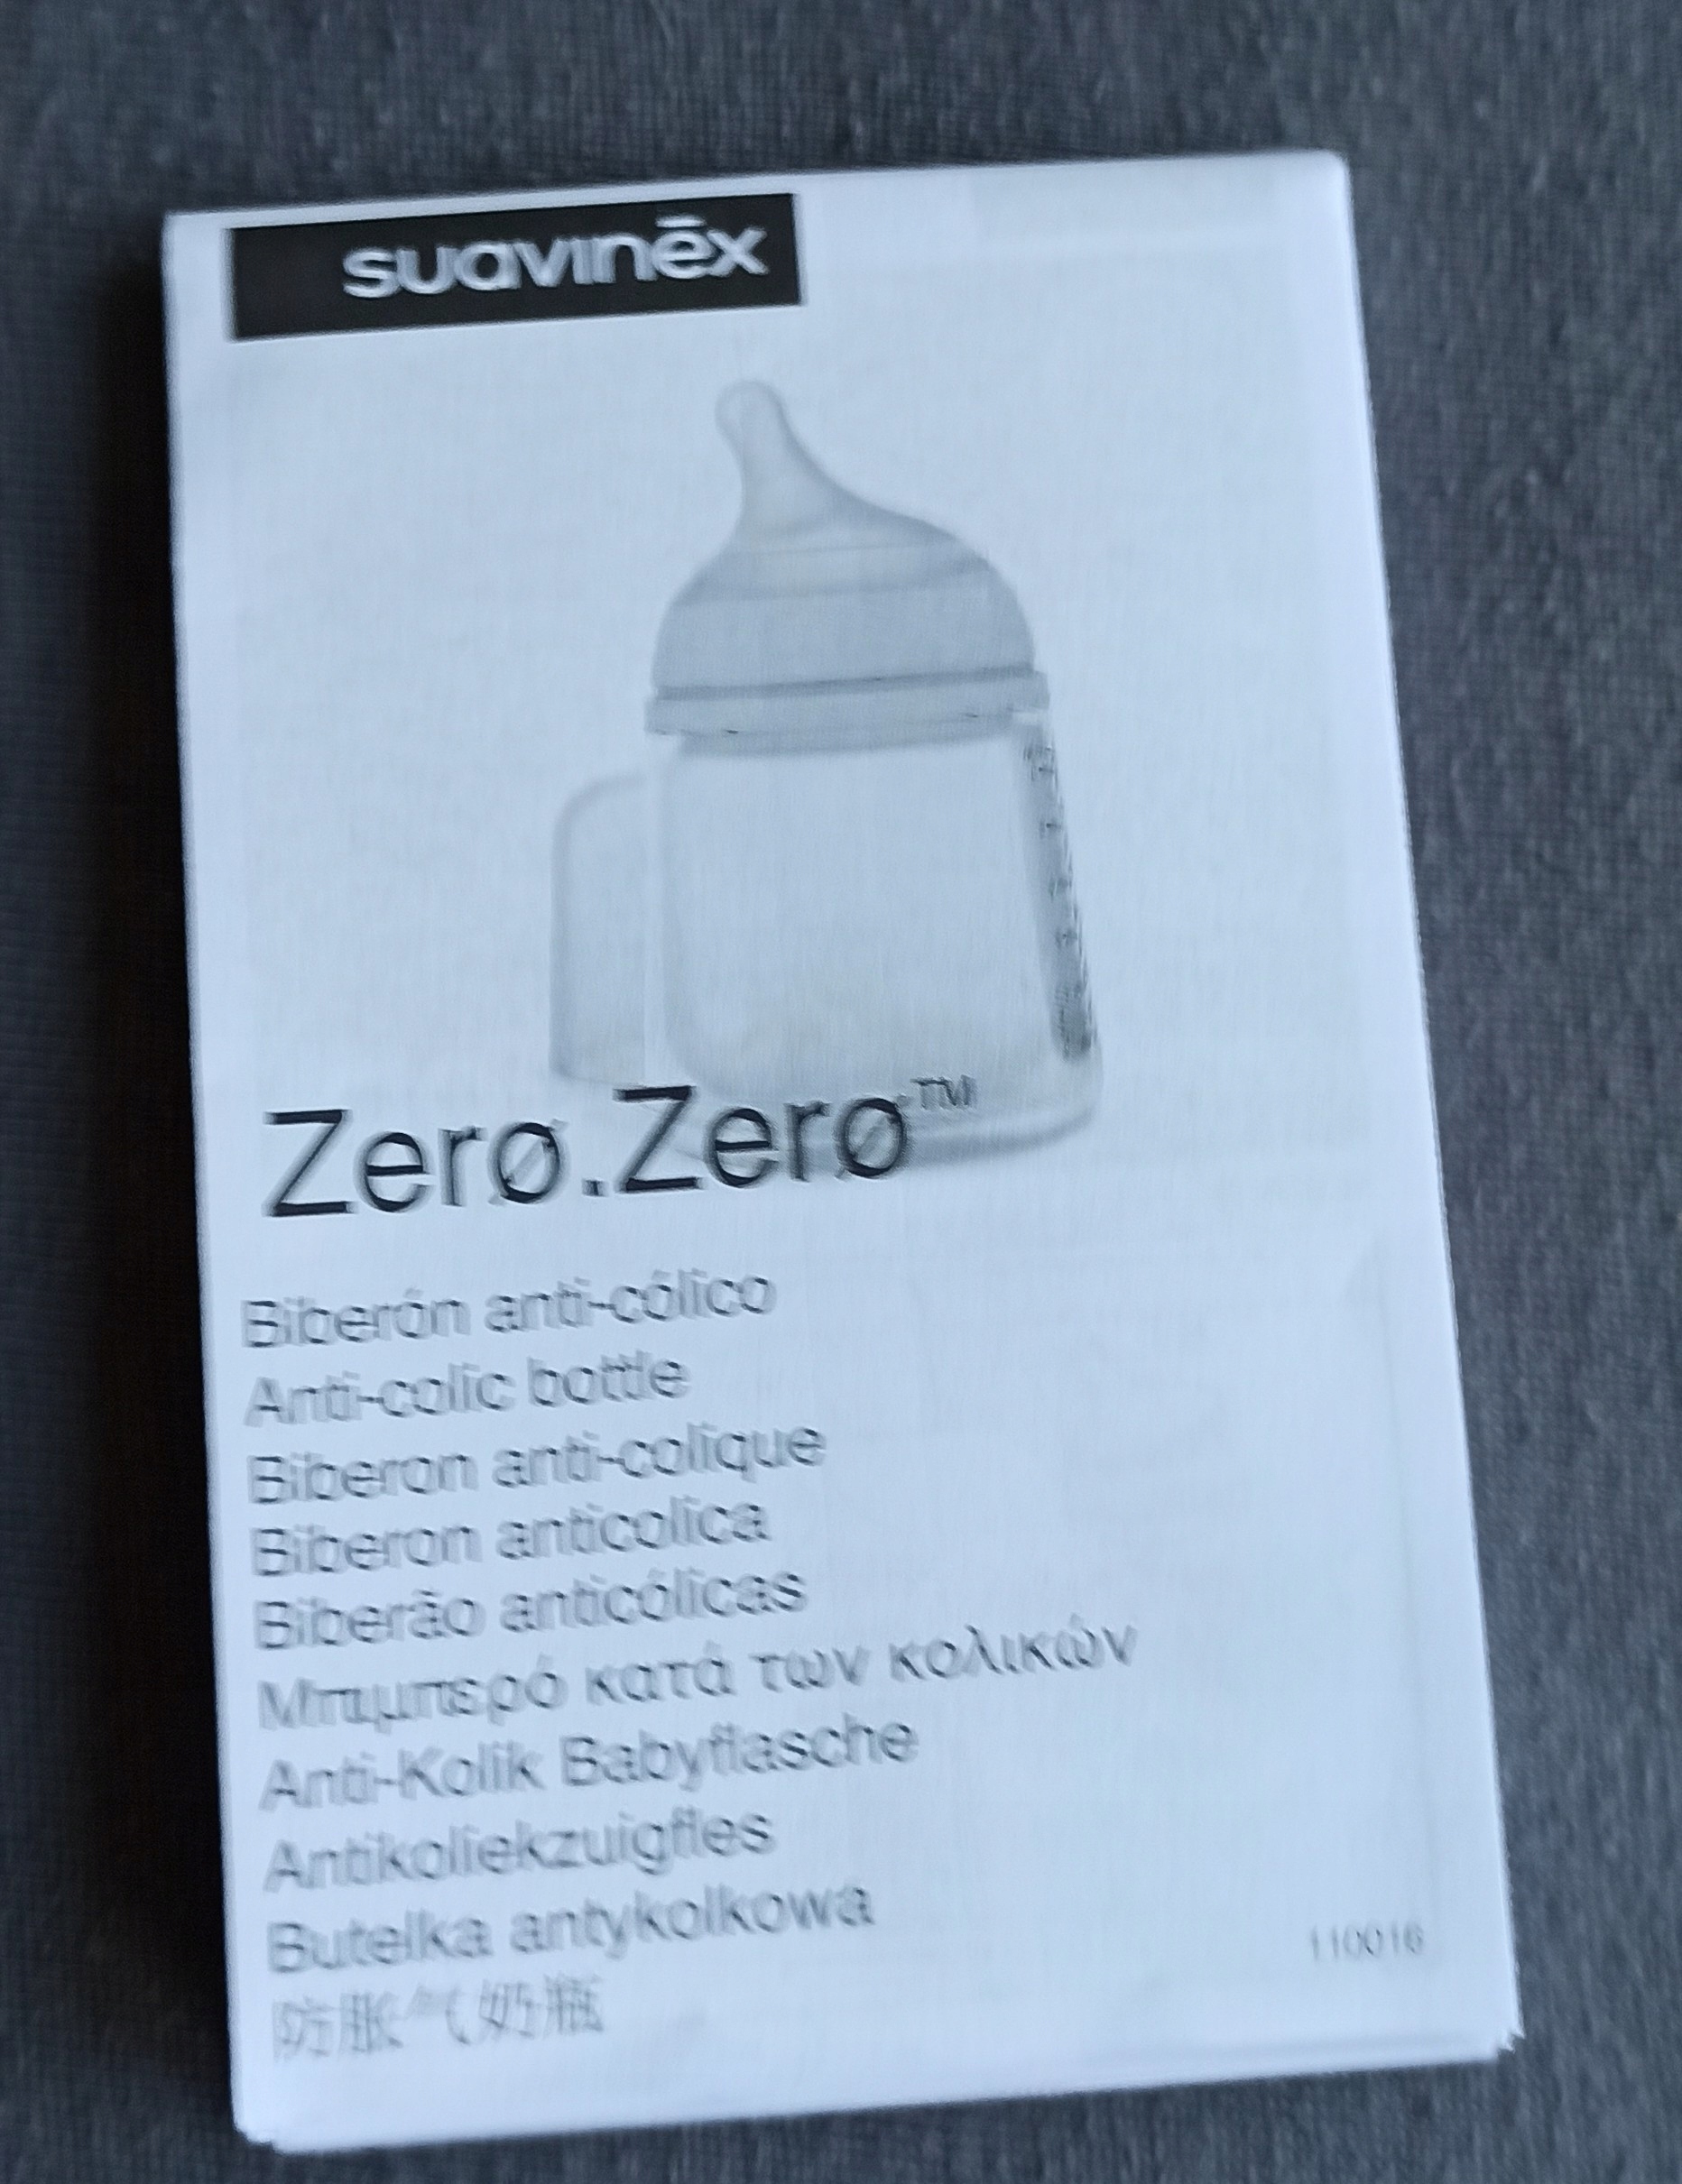 suavinēx
Zerø.Zerø™
Biberón anti-cólico
Anti-colic bottle
Biberon anti-colique
Biberon anticolica
Biberão anticólicas
Μπιμπερό κατά των κολικών
Anti-Kolik Babyflasche
Antikoliekzuigfles
Butelka antykolkowa
110016
防胀气奶瓶